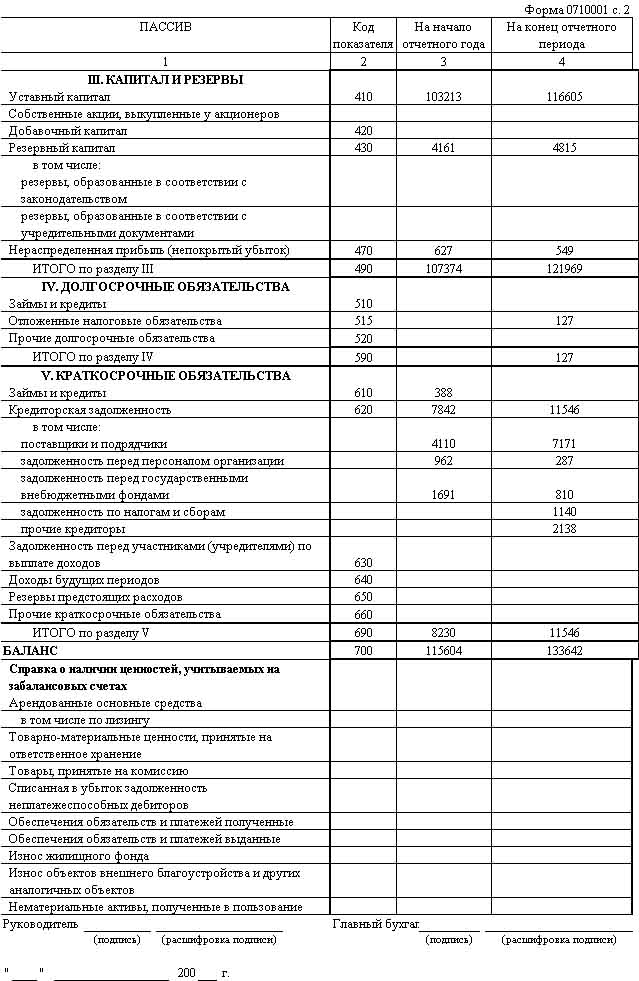 Форма 0710001 с. 2
ПАССИВ Код показателя На начало отчетного года На конец отчетного периода
1 2 3 4
III. КАПИТАЛ И РЕЗЕРВЫ
Уставный капитал 410 103213 116605
Собственные акции, выкупленные у акционеров
Добавочный капитал 420
Резервный капитал 430 4161 4815
в том числе:
резервы, образованные в соответствии с
законодательством
резервы, образованные в соответствии с
учредительными документами
Нераспределенная прибыль (непокрытый убыток) 470 627 549
ИТОГО по разделу III 490 107374 121969
IV. ДОЛГОСРОЧНЫЕ ОБЯЗАТЕЛЬСТВА
Займы и кредиты 510
Отложенные налоговые обязательства 515 127
Прочие долгосрочные обязательства 520
ИТОГО по разделу IV 590 127
V. КРАТКОСРОЧНЫЕ ОБЯЗАТЕЛЬСТВА
Займы и кредиты 610 388
Кредиторская задолженность 620 7842 11546
в том числе:
поставщики и подрядчики 4110 7171
задолженность перед персоналом организации 962 287
задолженность перед государственными
внебюджетными фондами 1691 810
задолженность по налогам и сборам 1140
прочие кредиторы 2138
Задолженность перед участниками (учредителями) по
выплате доходов 630
Доходы будущих периодов 640
Резервы предстоящих расходов 650
Прочие краткосрочные обязательства 660
ИТОГО по разделу V 690 8230 11546
БАЛАНС 700 115604 133642
Справка о наличии ценностей, учитываемых на
забалансовых счетах
Арендованные основные средства
в том числе по лизингу
Товарно-материальные ценности, принятые на
ответственное хранение
Товары, принятые на комиссию
Списанная в убыток задолженность
неплатежеспособных дебиторов
Обеспечения обязательств и платежей полученные
Обеспечения обязательств и платежей выданные
Износ жилищного фонда
Износ объектов внешнего благоустройства и других
аналогичных объектов
Нематериальные активы, полученные в пользование
Руководитель Главный бухгал
(подпись) (расшифровка подписи) (подпись) (расшифровка подписи)
" ____ " __________________ 200 ___ г.